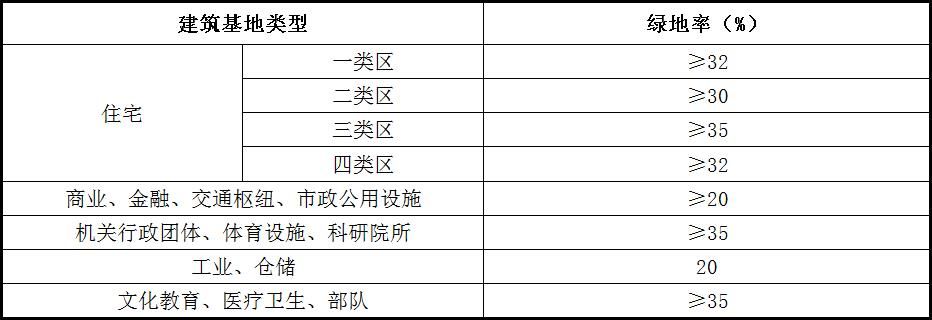 建筑基地类型 绿地率（%）
住宅 一类区 ≥32
二类区 ≥30
三类区 ≥35
四类区 ≥32
商业、金融、交通枢纽、市政公用设施 ≥20
机关行政团体、体育设施、科研院所 ≥35
工业、仓储 20
文化教育、医疗卫生、部队 ≥35